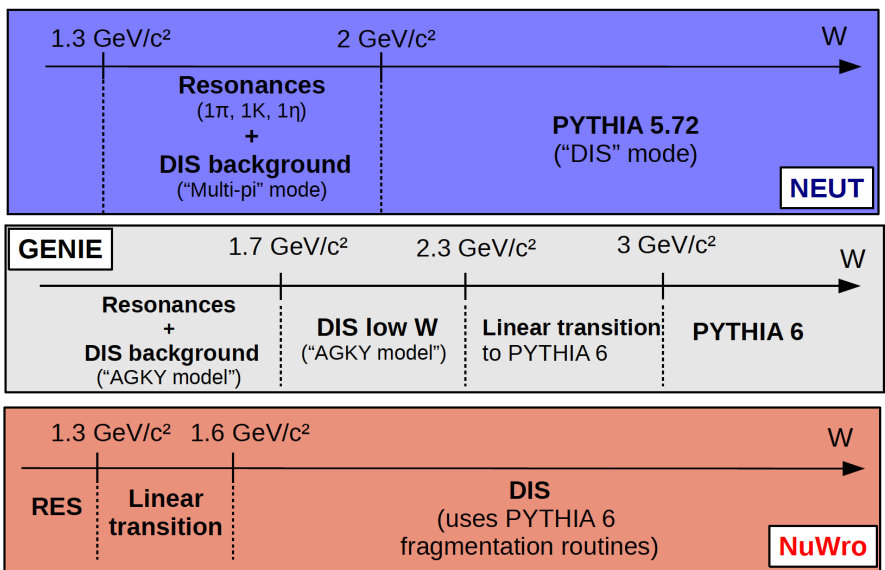 1.3 GeV/c² 2 GeV/c² W
Resonances
(1π, 1K, 1η)
+
DIS background
("Multi-pi" mode)
PYTHIA 5.72
("DIS" mode)
NEUT
GENIE
1.7 GeV/c² 2.3 GeV/c² 3 GeV/c² W
Resonances
+
DIS background
("AGKY model")
DIS low W
("AGKY model")
Linear transition
to PYTHIA 6
PYTHIA 6
1.3 GeV/c² 1.6 GeV/c² W
RES
Linear
transition
DIS
(uses PYTHIA 6
fragmentation routines)
NuWro